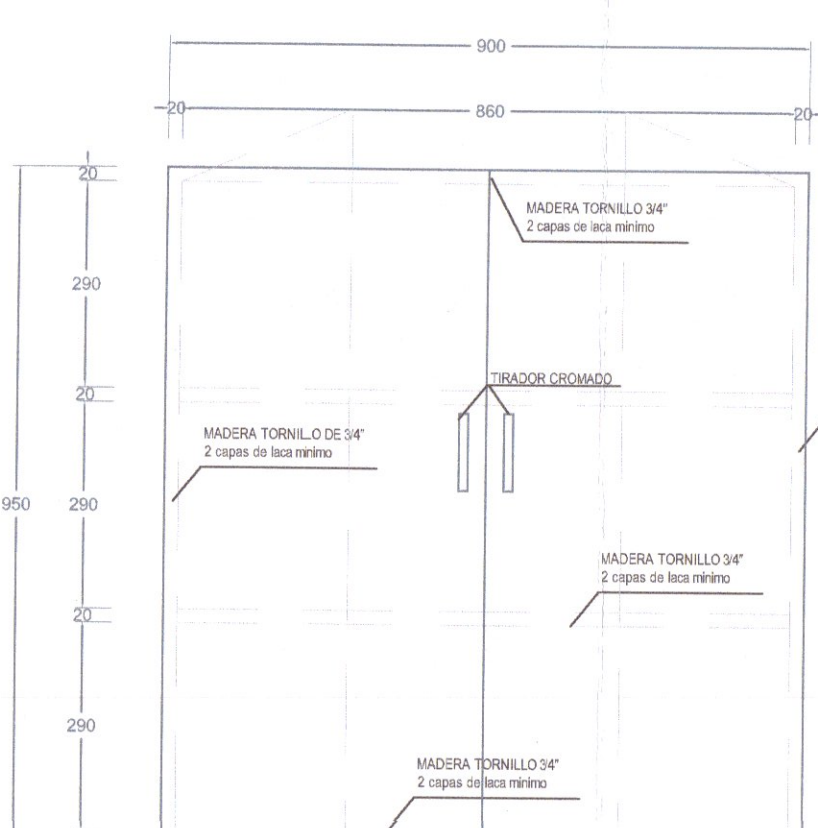 900
20
860
20
20
MADERA TORNILLO 3/4"
2 capas de laca minimo
290
TIRADOR CROMADO
20
MADERA TORNILLO DE 3/4"
2 capas de laca minimo
950
290
MADERA TORNILLO 3/4"
2 capas de laca minimo
20
290
MADERA TORNILLO 3/4"
2 capas de laca minimo